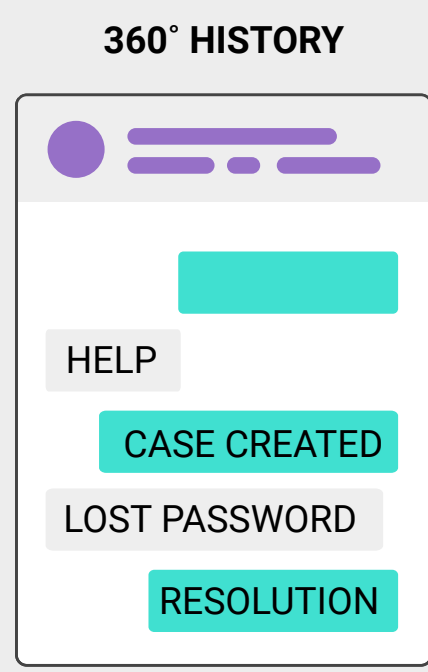 360˚ HISTORY
HELP
CASE CREATED
LOST PASSWORD
RESOLUTION